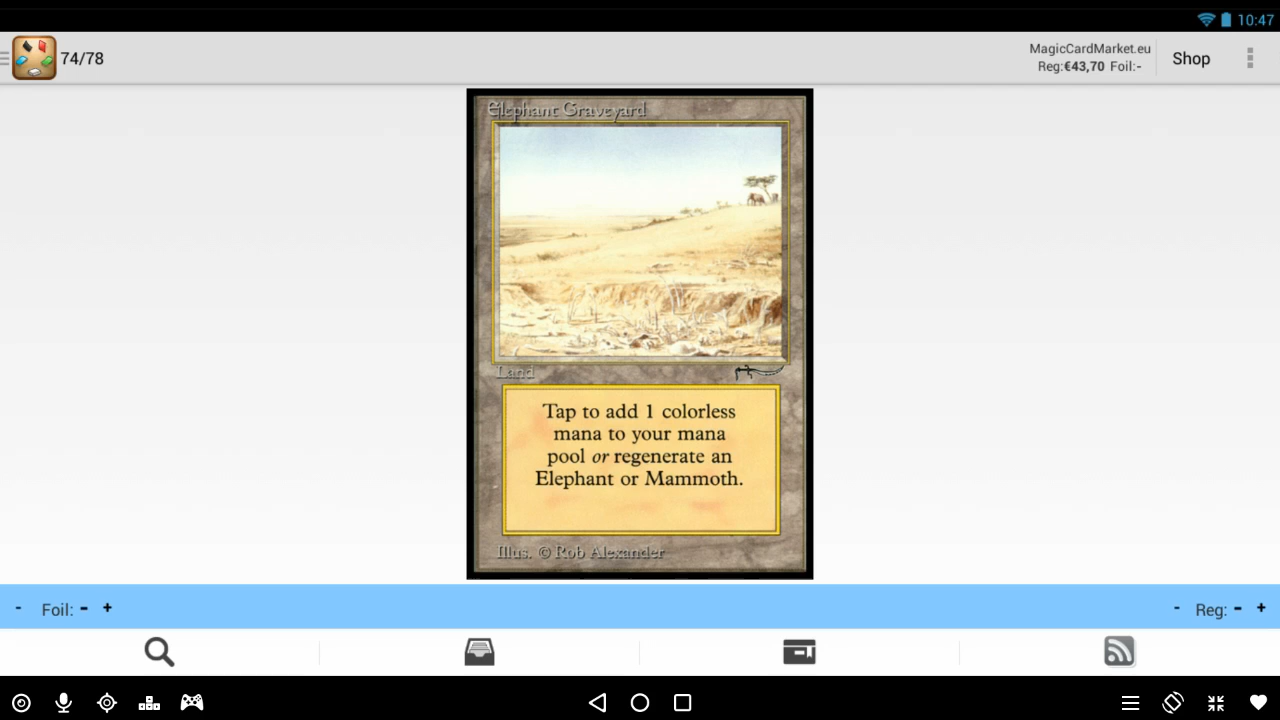 10:47
74/78
MagicCardMarket.eu
Reg:€43,70 Foil:-
Shop
Elephant Graveyard
Land
Tap to add 1 colorless
mana to your mana
pool or regenerate an
Elephant or Mammoth.
Illus. © Rob Alexander
- Foil: - +
- Reg: - +